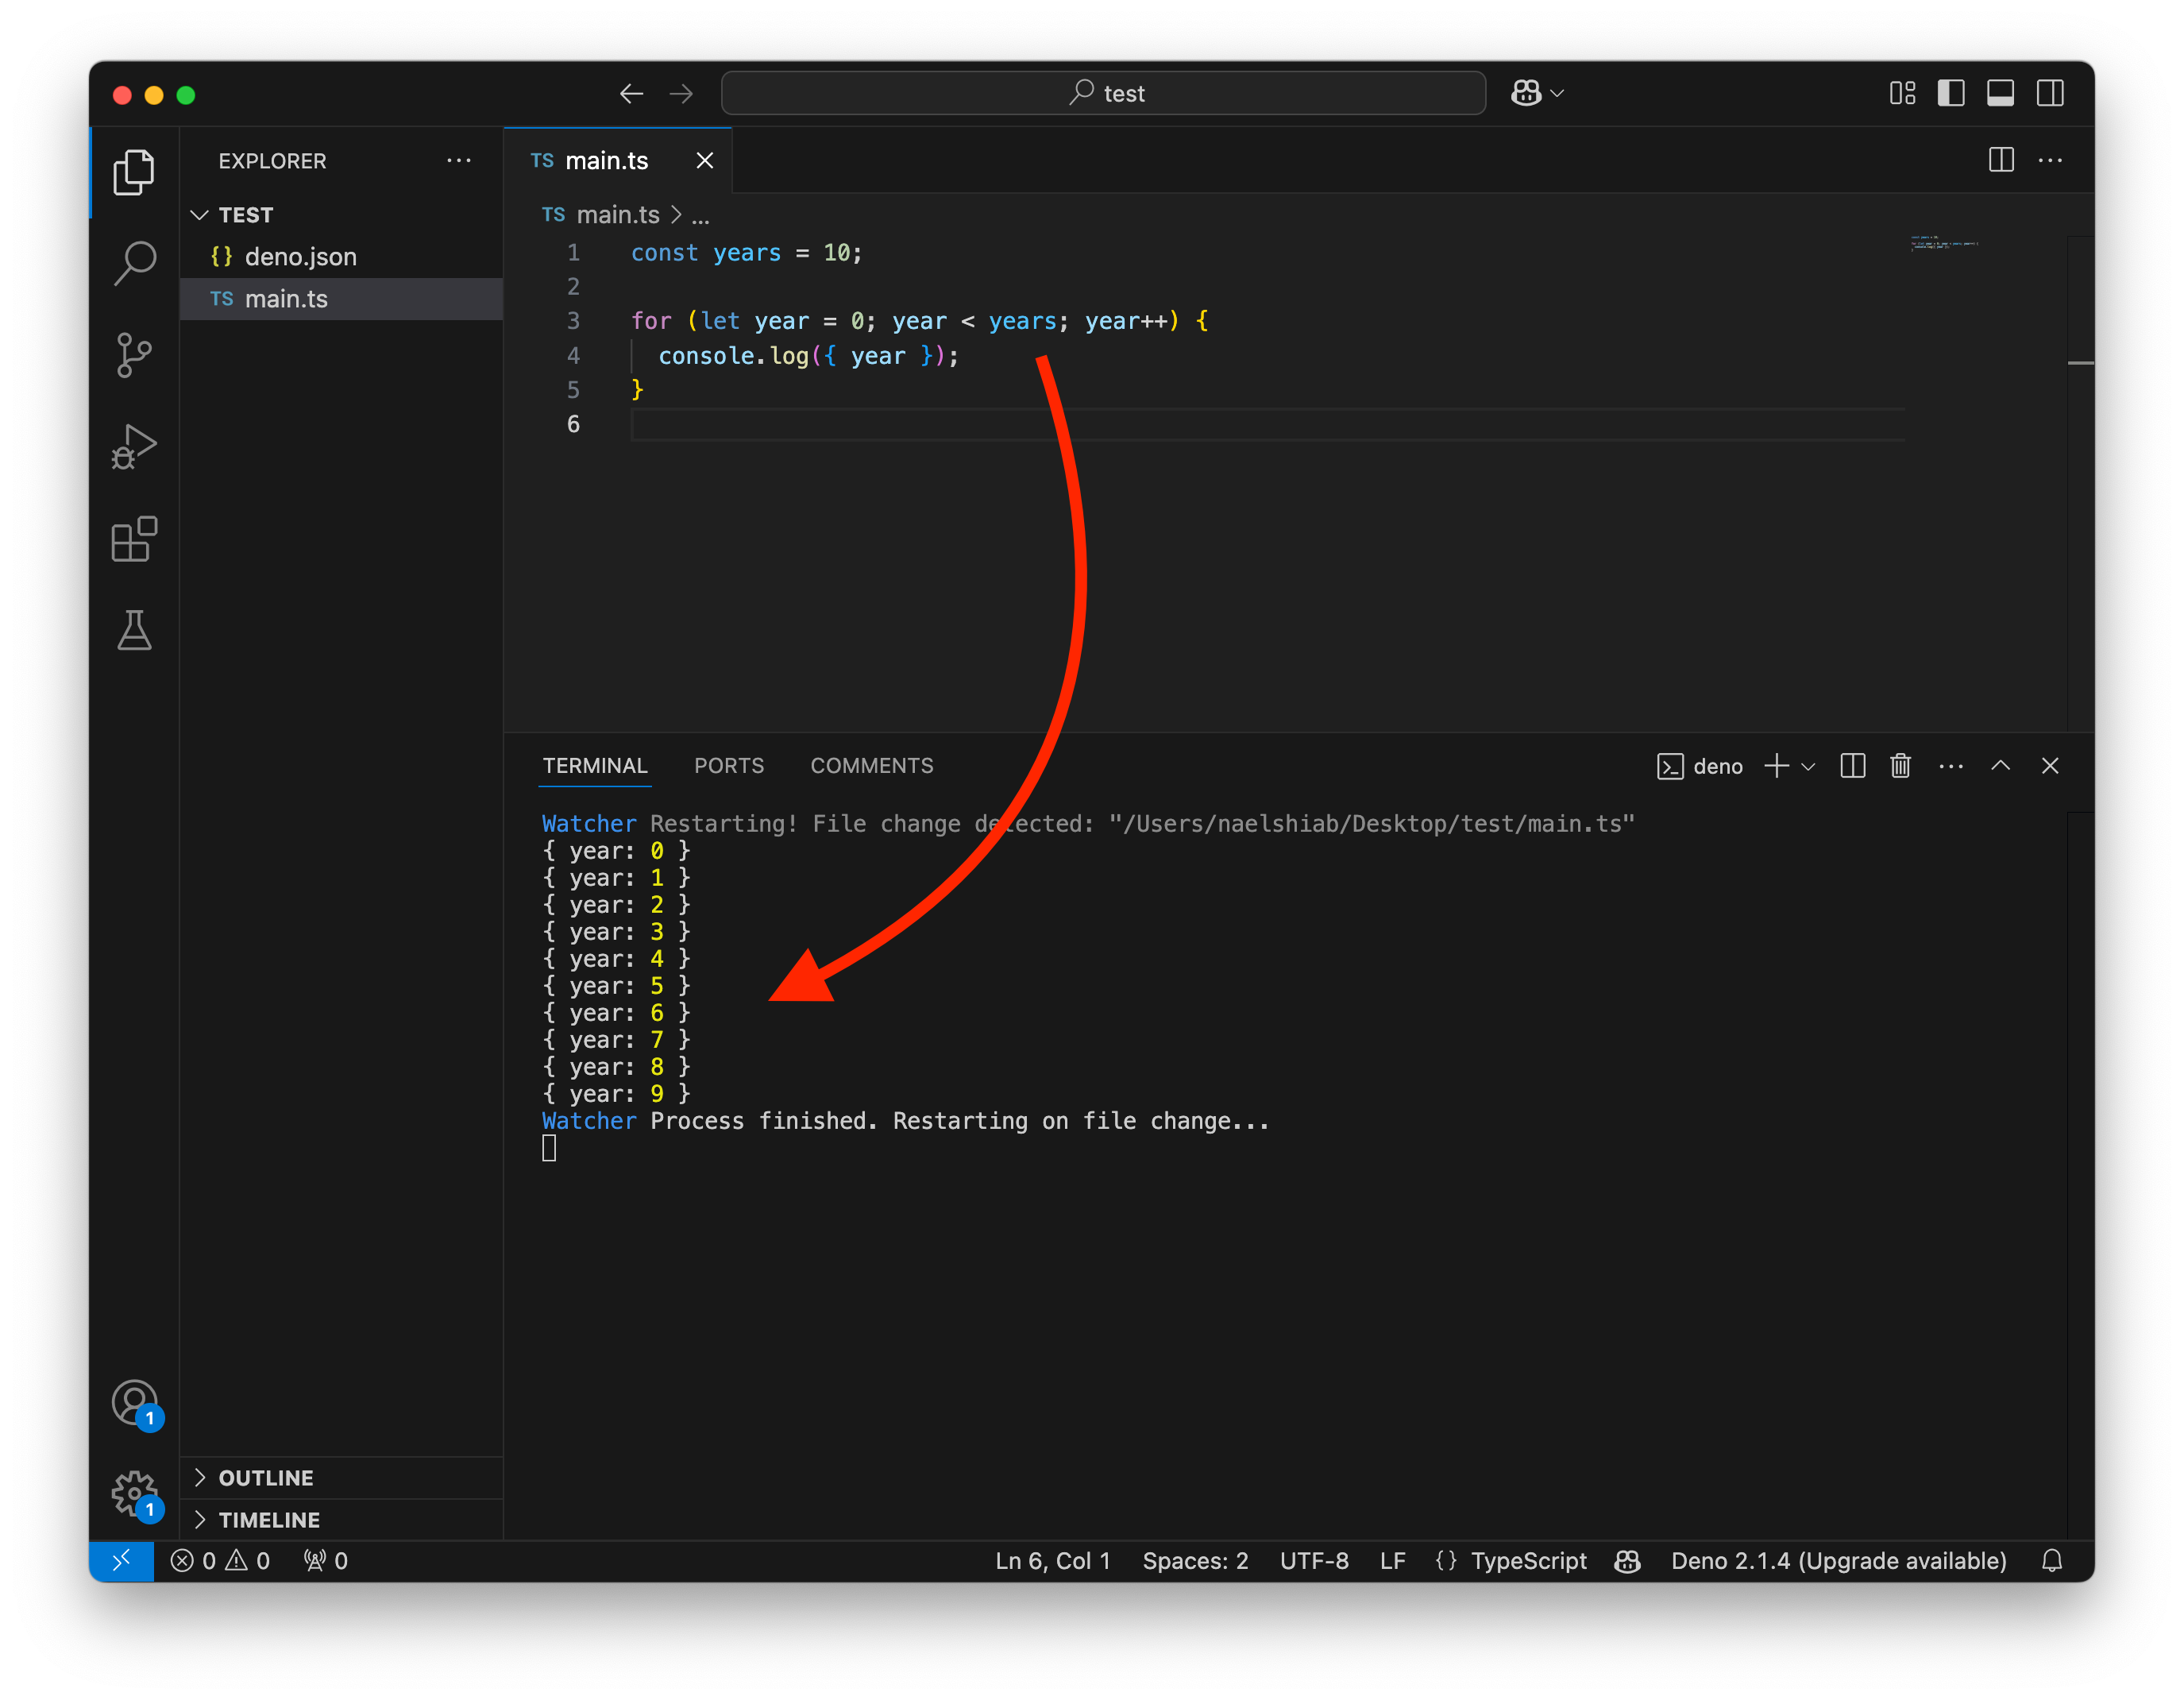 test
EXPLORER
TEST
{} deno.json
TS main.ts
OUTLINE
TIMELINE
TS main.ts
TS main.ts > ...
1 const years = 10;
2
3 for (let year = 0; year < years; year++) {
4 console.log({ year });
5 }
6
TERMINAL PORTS COMMENTS
deno
Watcher Restarting! File change detected: "/Users/naelshiab/Desktop/test/main.ts"
{ year: 0 }
{ year: 1 }
{ year: 2 }
{ year: 3 }
{ year: 4 }
{ year: 5 }
{ year: 6 }
{ year: 7 }
{ year: 8 }
{ year: 9 }
Watcher Process finished. Restarting on file change...
1
1
0 0 0 Ln 6, Col 1 Spaces: 2 UTF-8 LF {} TypeScript Deno 2.1.4 (Upgrade available)